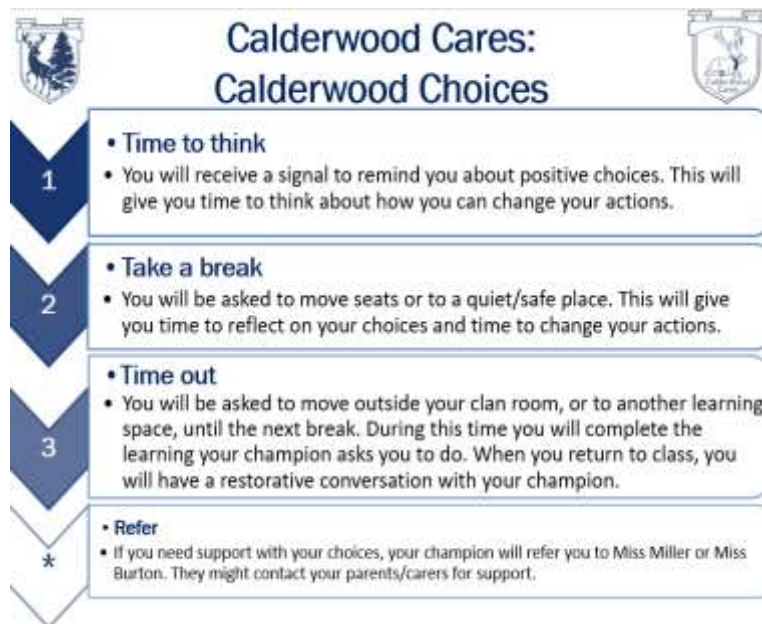 Calderwood Cares:
Calderwood Choices
Calderwood
Cares
1
• Time to think
• You will receive a signal to remind you about positive choices. This will
give you time to think about how you can change your actions.
2
• Take a break
• You will be asked to move seats or to a quiet/safe place. This will give
you time to reflect on your choices and time to change your actions.
3
• Time out
• You will be asked to move outside your clan room, or to another learning
space, until the next break. During this time you will complete the
learning your champion asks you to do. When you return to class, you
will have a restorative conversation with your champion.
*
• Refer
• If you need support with your choices, your champion will refer you to Miss Miller or Miss
Burton. They might contact your parents/carers for support.